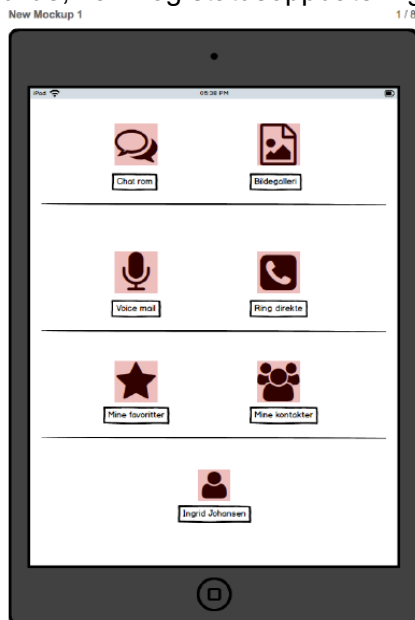 New Mockup 1 1 / 8
iPad 05:38 PM
Chat rom Bildegalleri
Voice mail Ring direkte
Mine favoritter Mine kontakter
Ingrid Johansen